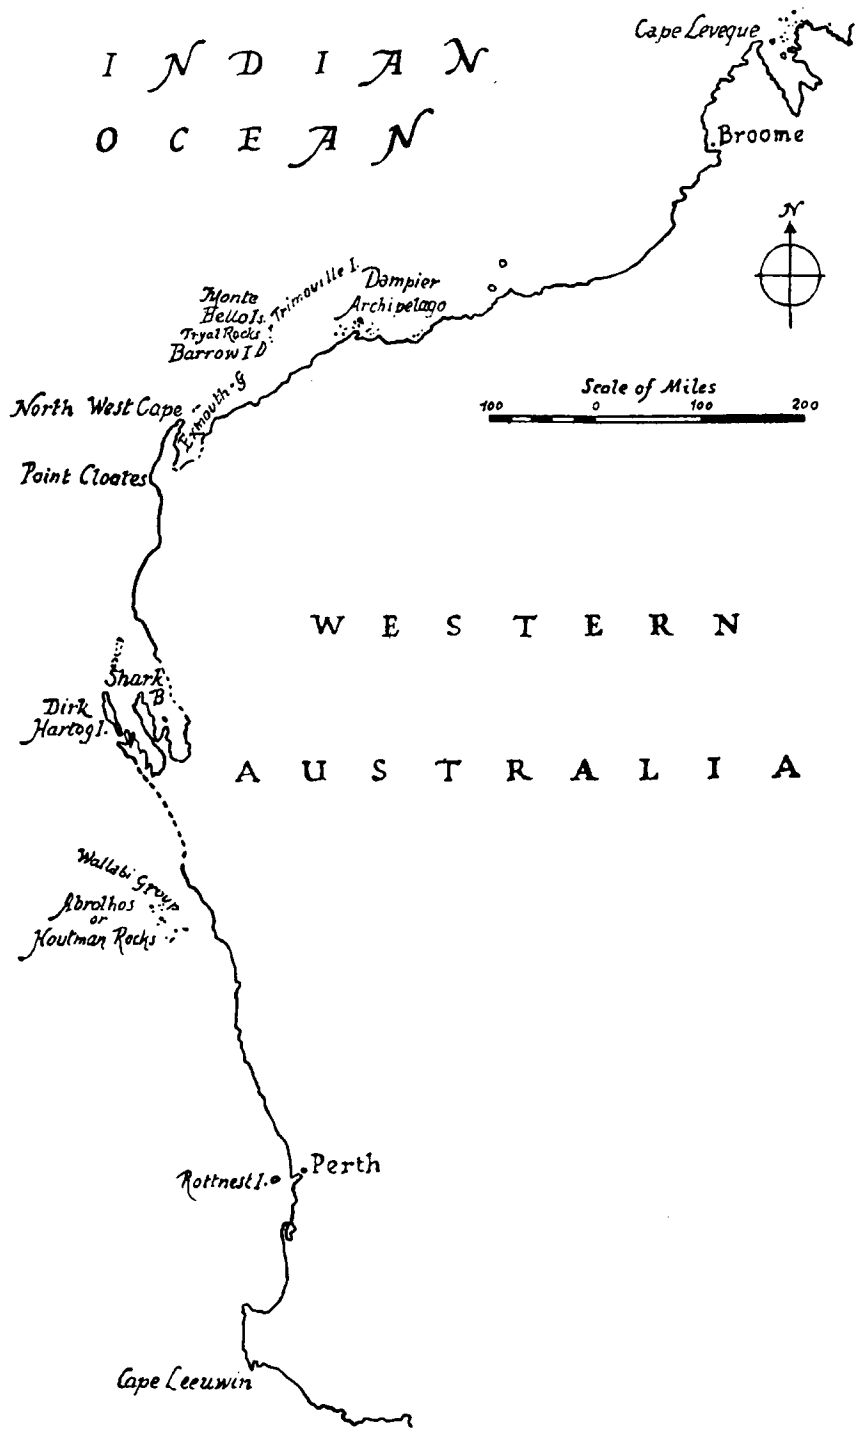 INDIAN
OCEAN
Cape Leveque
Broome
N
Trimouille I.
Dampier
Archipelago
Monte
Bello Is.
Tryal Rocks
Barrow I
Scale of Miles
100 0 100 200
North West Cape
Exmouth G
Point Cloates
WESTERN
Shark
B
Dirk
Hartog I.
AUSTRALIA
Wallabi Group
Abrolhos
or
Houtman Rocks
Rottnest I.
Perth
Cape Leeuwin